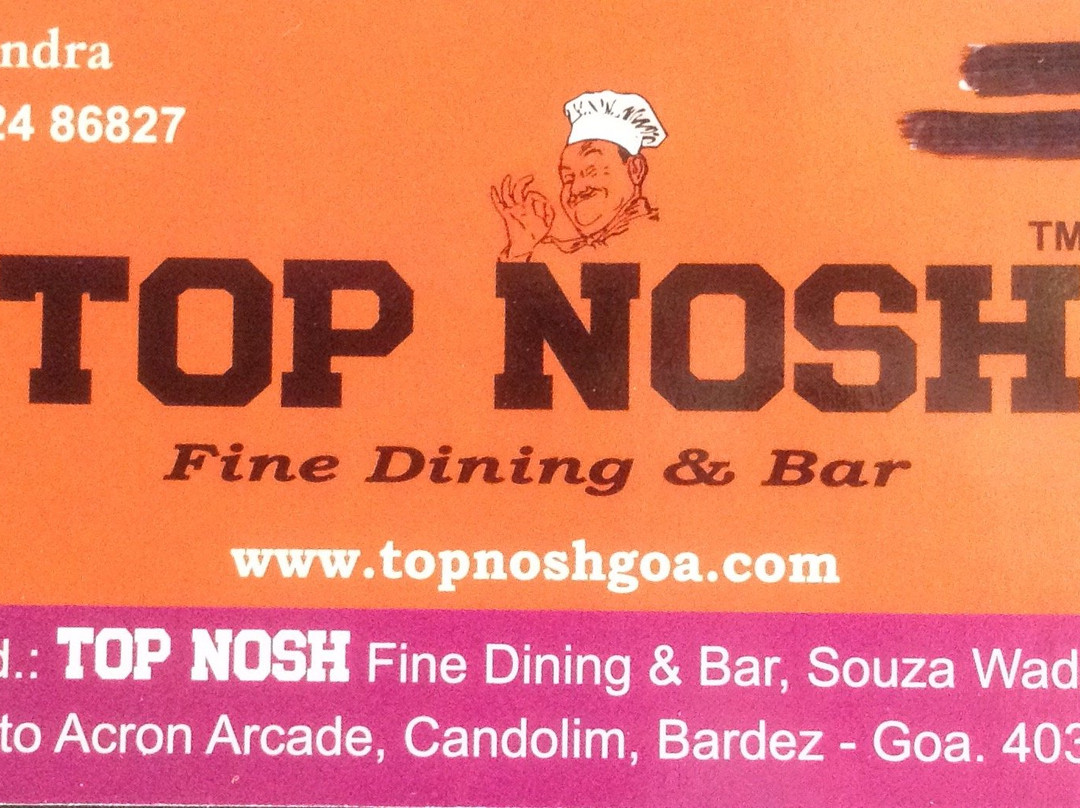 ndra
24 86827
TM
TOP NOSH
Fine Dining & Bar
www.topnoshgoa.com
d.: TOP NOSH Fine Dining & Bar, Souza Wad
to Acron Arcade, Candolim, Bardez - Goa. 403